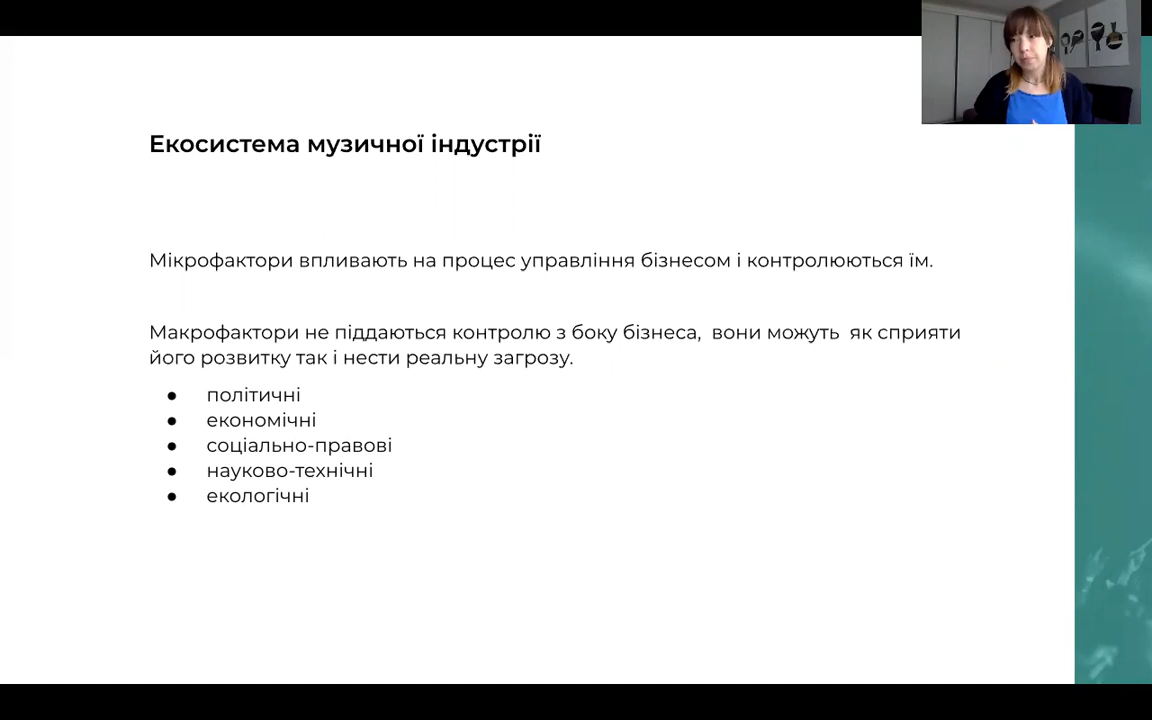 Екосистема музичної індустрії
Мікрофактори впливають на процес управління бізнесом і контролюються їм.
Макрофактори не піддаються контролю з боку бізнеса, вони можуть як сприяти
його розвитку так і нести реальну загрозу.
● політичні
● економічні
● соціально-правові
● науково-технічні
● екологічні